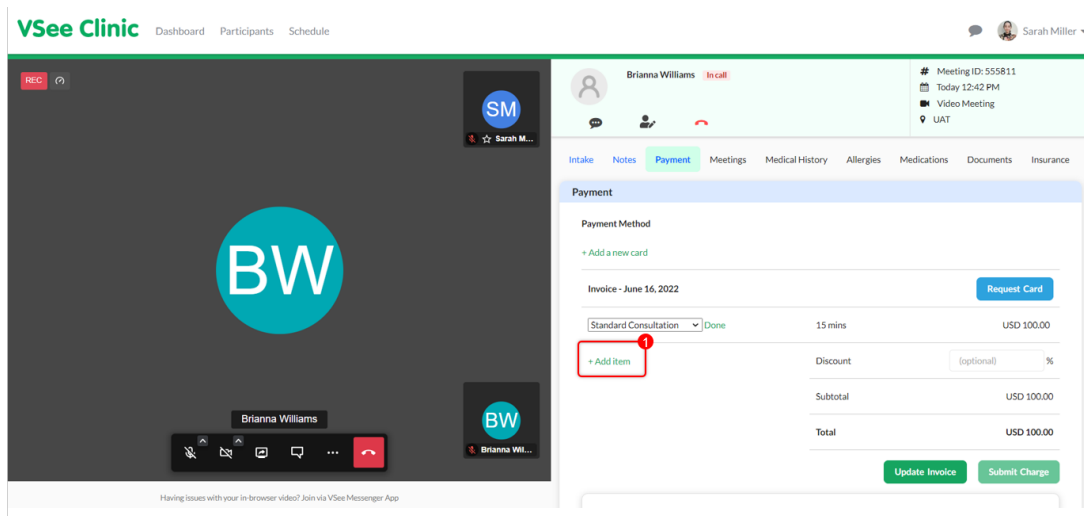 VSee Clinic Dashboard Participants Schedule Sarah Miller
REC
SM
Sarah M...
BW
Brianna Williams
BW
Brianna Wil...
Having issues with your in-browser video? Join via VSee Messenger App
Brianna Williams In call
# Meeting ID: 555811
Today 12:42 PM
Video Meeting
UAT
Intake Notes Payment Meetings Medical History Allergies Medications Documents Insurance
Payment
Payment Method
+ Add a new card
Invoice - June 16, 2022 Request Card
Standard Consultation Done 15 mins USD 100.00
1
+ Add item Discount (optional) %
Subtotal USD 100.00
Total USD 100.00
Update Invoice Submit Charge